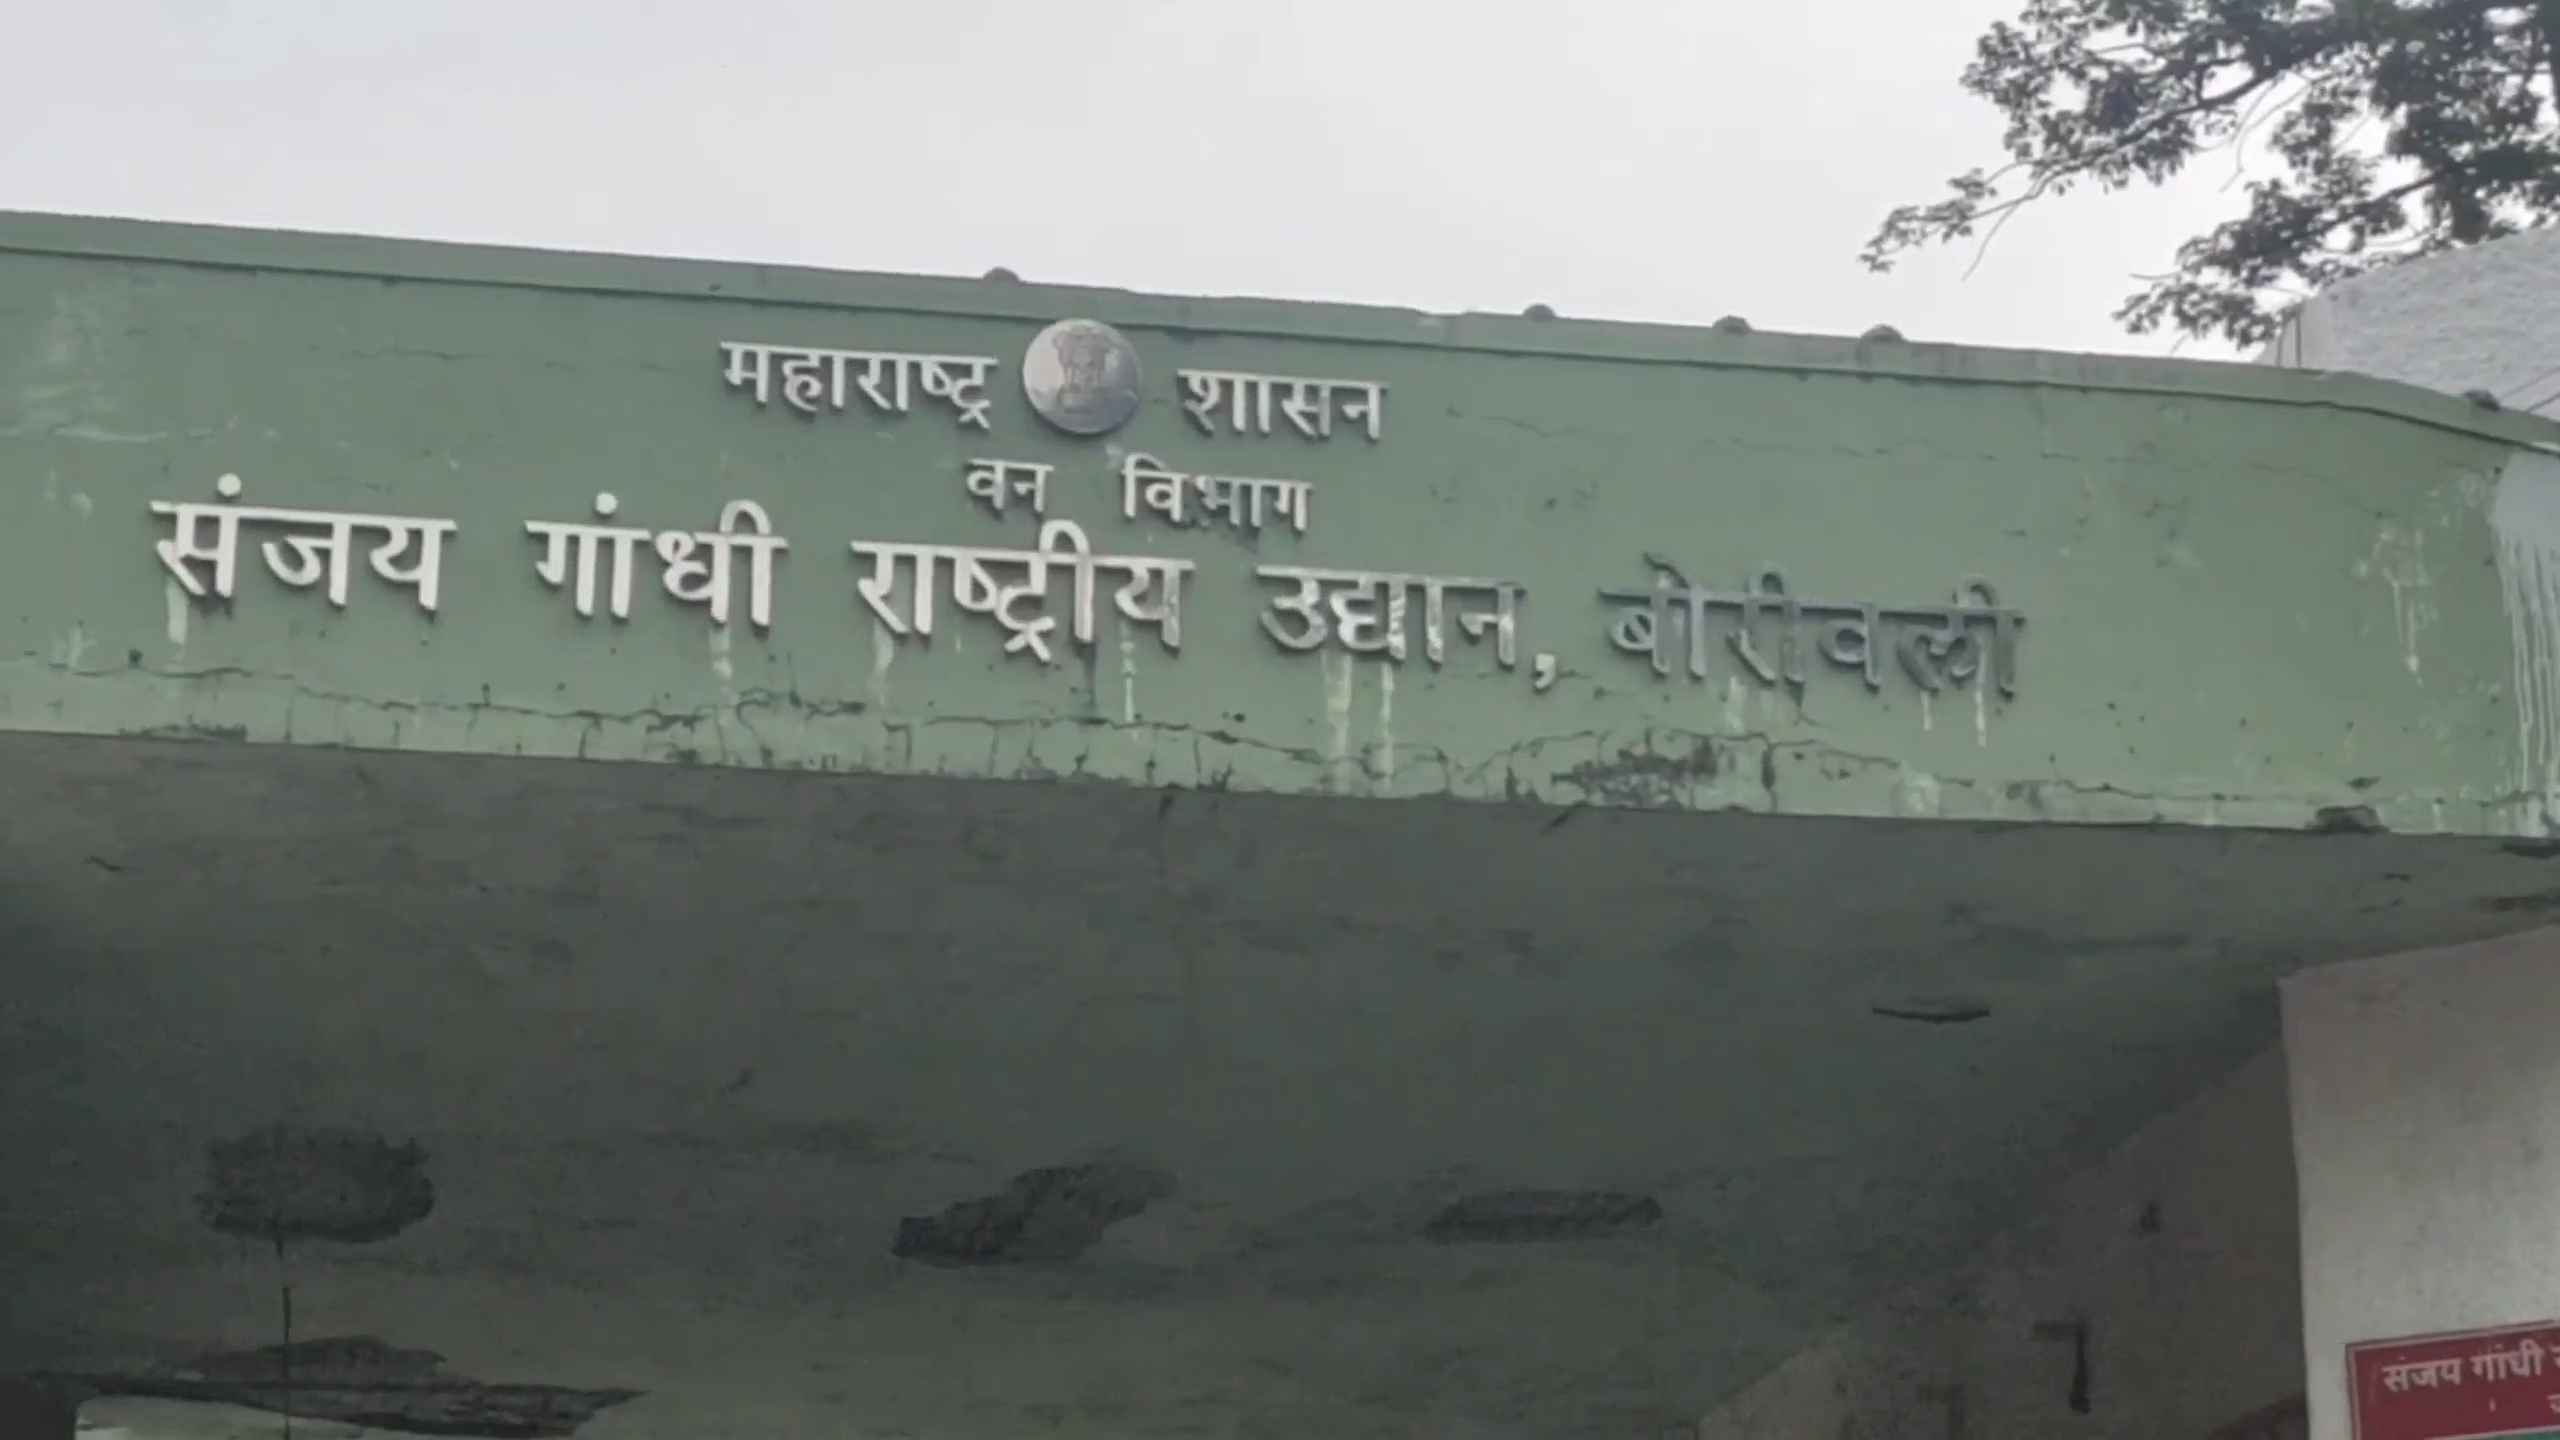 महाराष्ट्र शासन
वन विभाग
संजय गांधी राष्ट्रीय उद्यान, बोरीवली
संजय गांधी